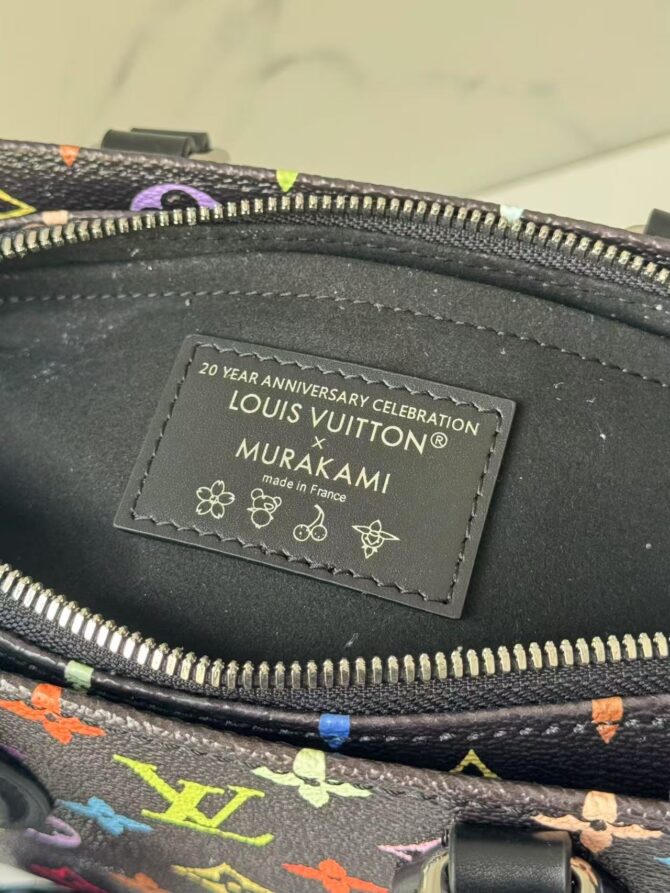 20 YEAR ANNIVERSARY CELEBRATION
LOUIS VUITTON®
×
MURAKAMI
made in France
LV